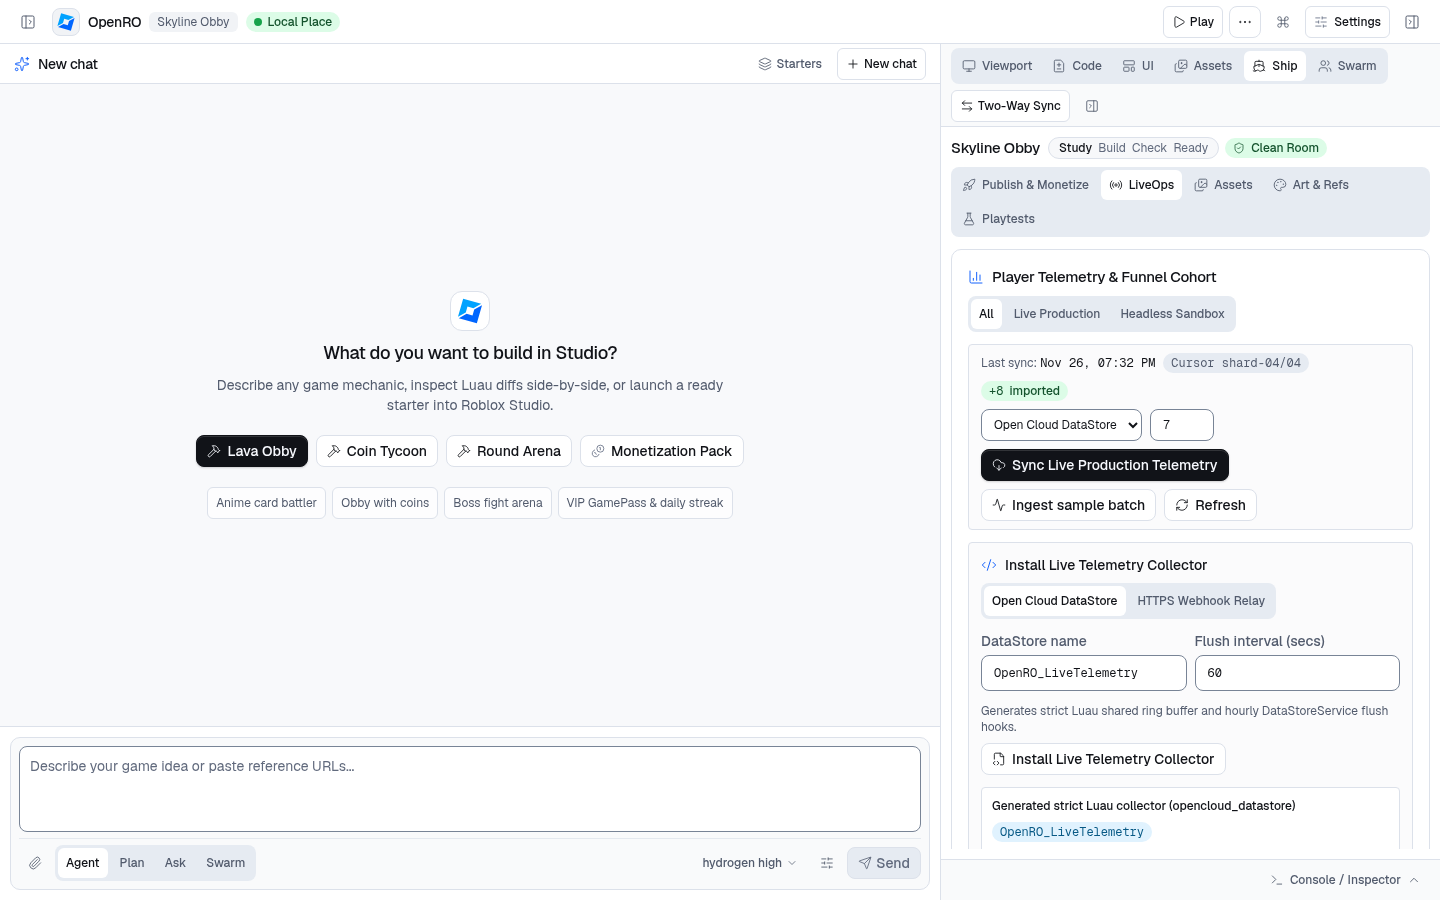 OpenRO Skyline Obby Local Place
Play ⌘ Settings
New chat
Starters New chat
What do you want to build in Studio?
Describe any game mechanic, inspect Luau diffs side-by-side, or launch a ready
starter into Roblox Studio.
Lava Obby Coin Tycoon Round Arena Monetization Pack
Anime card battler Obby with coins Boss fight arena VIP GamePass & daily streak
Describe your game idea or paste reference URLs...
Agent Plan Ask Swarm
hydrogen high Send
Viewport Code UI Assets Ship Swarm
Two-Way Sync
Skyline Obby Study Build Check Ready Clean Room
Publish & Monetize LiveOps Assets Art & Refs
Playtests
Player Telemetry & Funnel Cohort
All Live Production Headless Sandbox
Last sync: Nov 26, 07:32 PM Cursor shard-04/04
+8 imported
Open Cloud DataStore 7
Sync Live Production Telemetry
Ingest sample batch Refresh
Install Live Telemetry Collector
Open Cloud DataStore HTTPS Webhook Relay
DataStore name Flush interval (secs)
OpenRO_LiveTelemetry 60
Generates strict Luau shared ring buffer and hourly DataStoreService flush
hooks.
Install Live Telemetry Collector
Generated strict Luau collector (opencloud_datastore)
OpenRO_LiveTelemetry
Console / Inspector